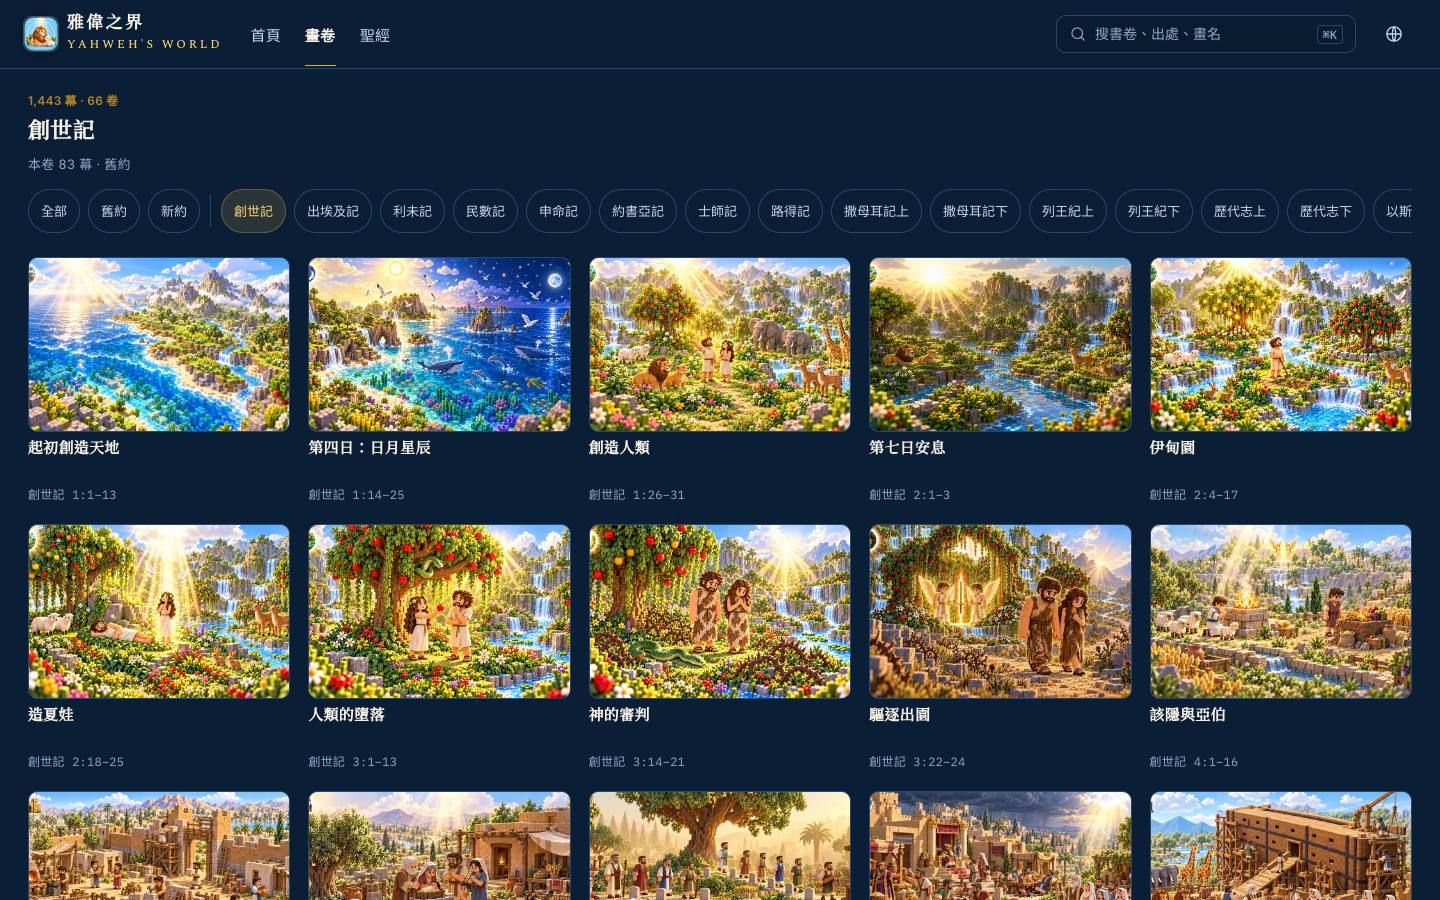 雅偉之界
YAHWEH'S WORLD
首頁
畫卷
聖經
搜書卷、出處、畫名
⌘K
1,443 幕 · 66 卷
創世記
本卷 83 幕 · 舊約
全部
舊約
新約
創世記
出埃及記
利未記
民數記
申命記
約書亞記
士師記
路得記
撒母耳記上
撒母耳記下
列王紀上
列王紀下
歷代志上
歷代志下
以斯
起初創造天地
創世記 1:1–13
第四日：日月星辰
創世記 1:14–25
創造人類
創世記 1:26–31
第七日安息
創世記 2:1–3
伊甸園
創世記 2:4–17
造夏娃
創世記 2:18–25
人類的墮落
創世記 3:1–13
神的審判
創世記 3:14–21
驅逐出園
創世記 3:22–24
該隱與亞伯
創世記 4:1–16